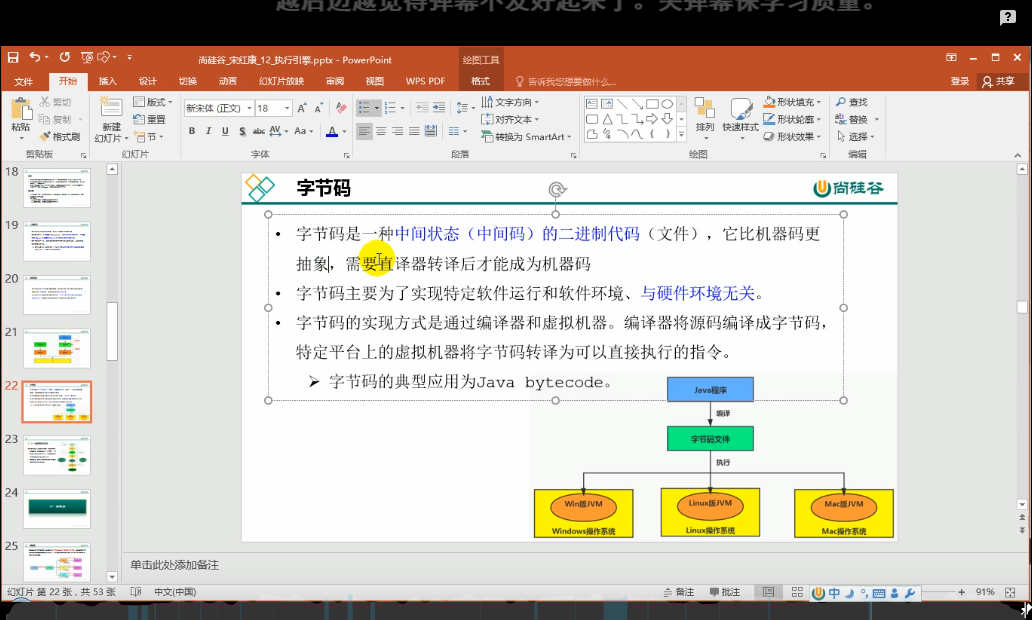 越后边越觉得弹幕不友好起来了。关弹幕保学习质量。
尚硅谷_宋红康_12_执行引擎.pptx - PowerPoint
绘图工具
文件 开始 插入 设计 切换 动画 幻灯片放映 审阅 视图 WPS PDF 格式 告诉我您想要做什么... 登录 共享
粘贴 剪切 复制 格式刷
剪贴板
新建 幻灯片 版式 重置 节
幻灯片
新宋体 (正文) 18
B I U S abc AV Aa A
字体
文字方向
对齐文本
转换为 SmartArt
段落
排列 快速样式
形状填充
形状轮廓
形状效果
绘图
查找
替换
选择
编辑
18
19
20
21
22
23
24
25
字节码
尚硅谷
• 字节码是一种中间状态（中间码）的二进制代码（文件），它比机器码更
抽象，需要直译器转译后才能成为机器码
• 字节码主要为了实现特定软件运行和软件环境、与硬件环境无关。
• 字节码的实现方式是通过编译器和虚拟机器。编译器将源码编译成字节码，
特定平台上的虚拟机器将字节码转译为可以直接执行的指令。
➢ 字节码的典型应用为Java bytecode。
Java程序
编译
字节码文件
执行
Win版JVM Linux版JVM Mac版JVM
Windows操作系统 Linux操作系统 Mac操作系统
单击此处添加备注
幻灯片 第 22 张，共 53 张 中文(中国) 备注 批注 中 91%